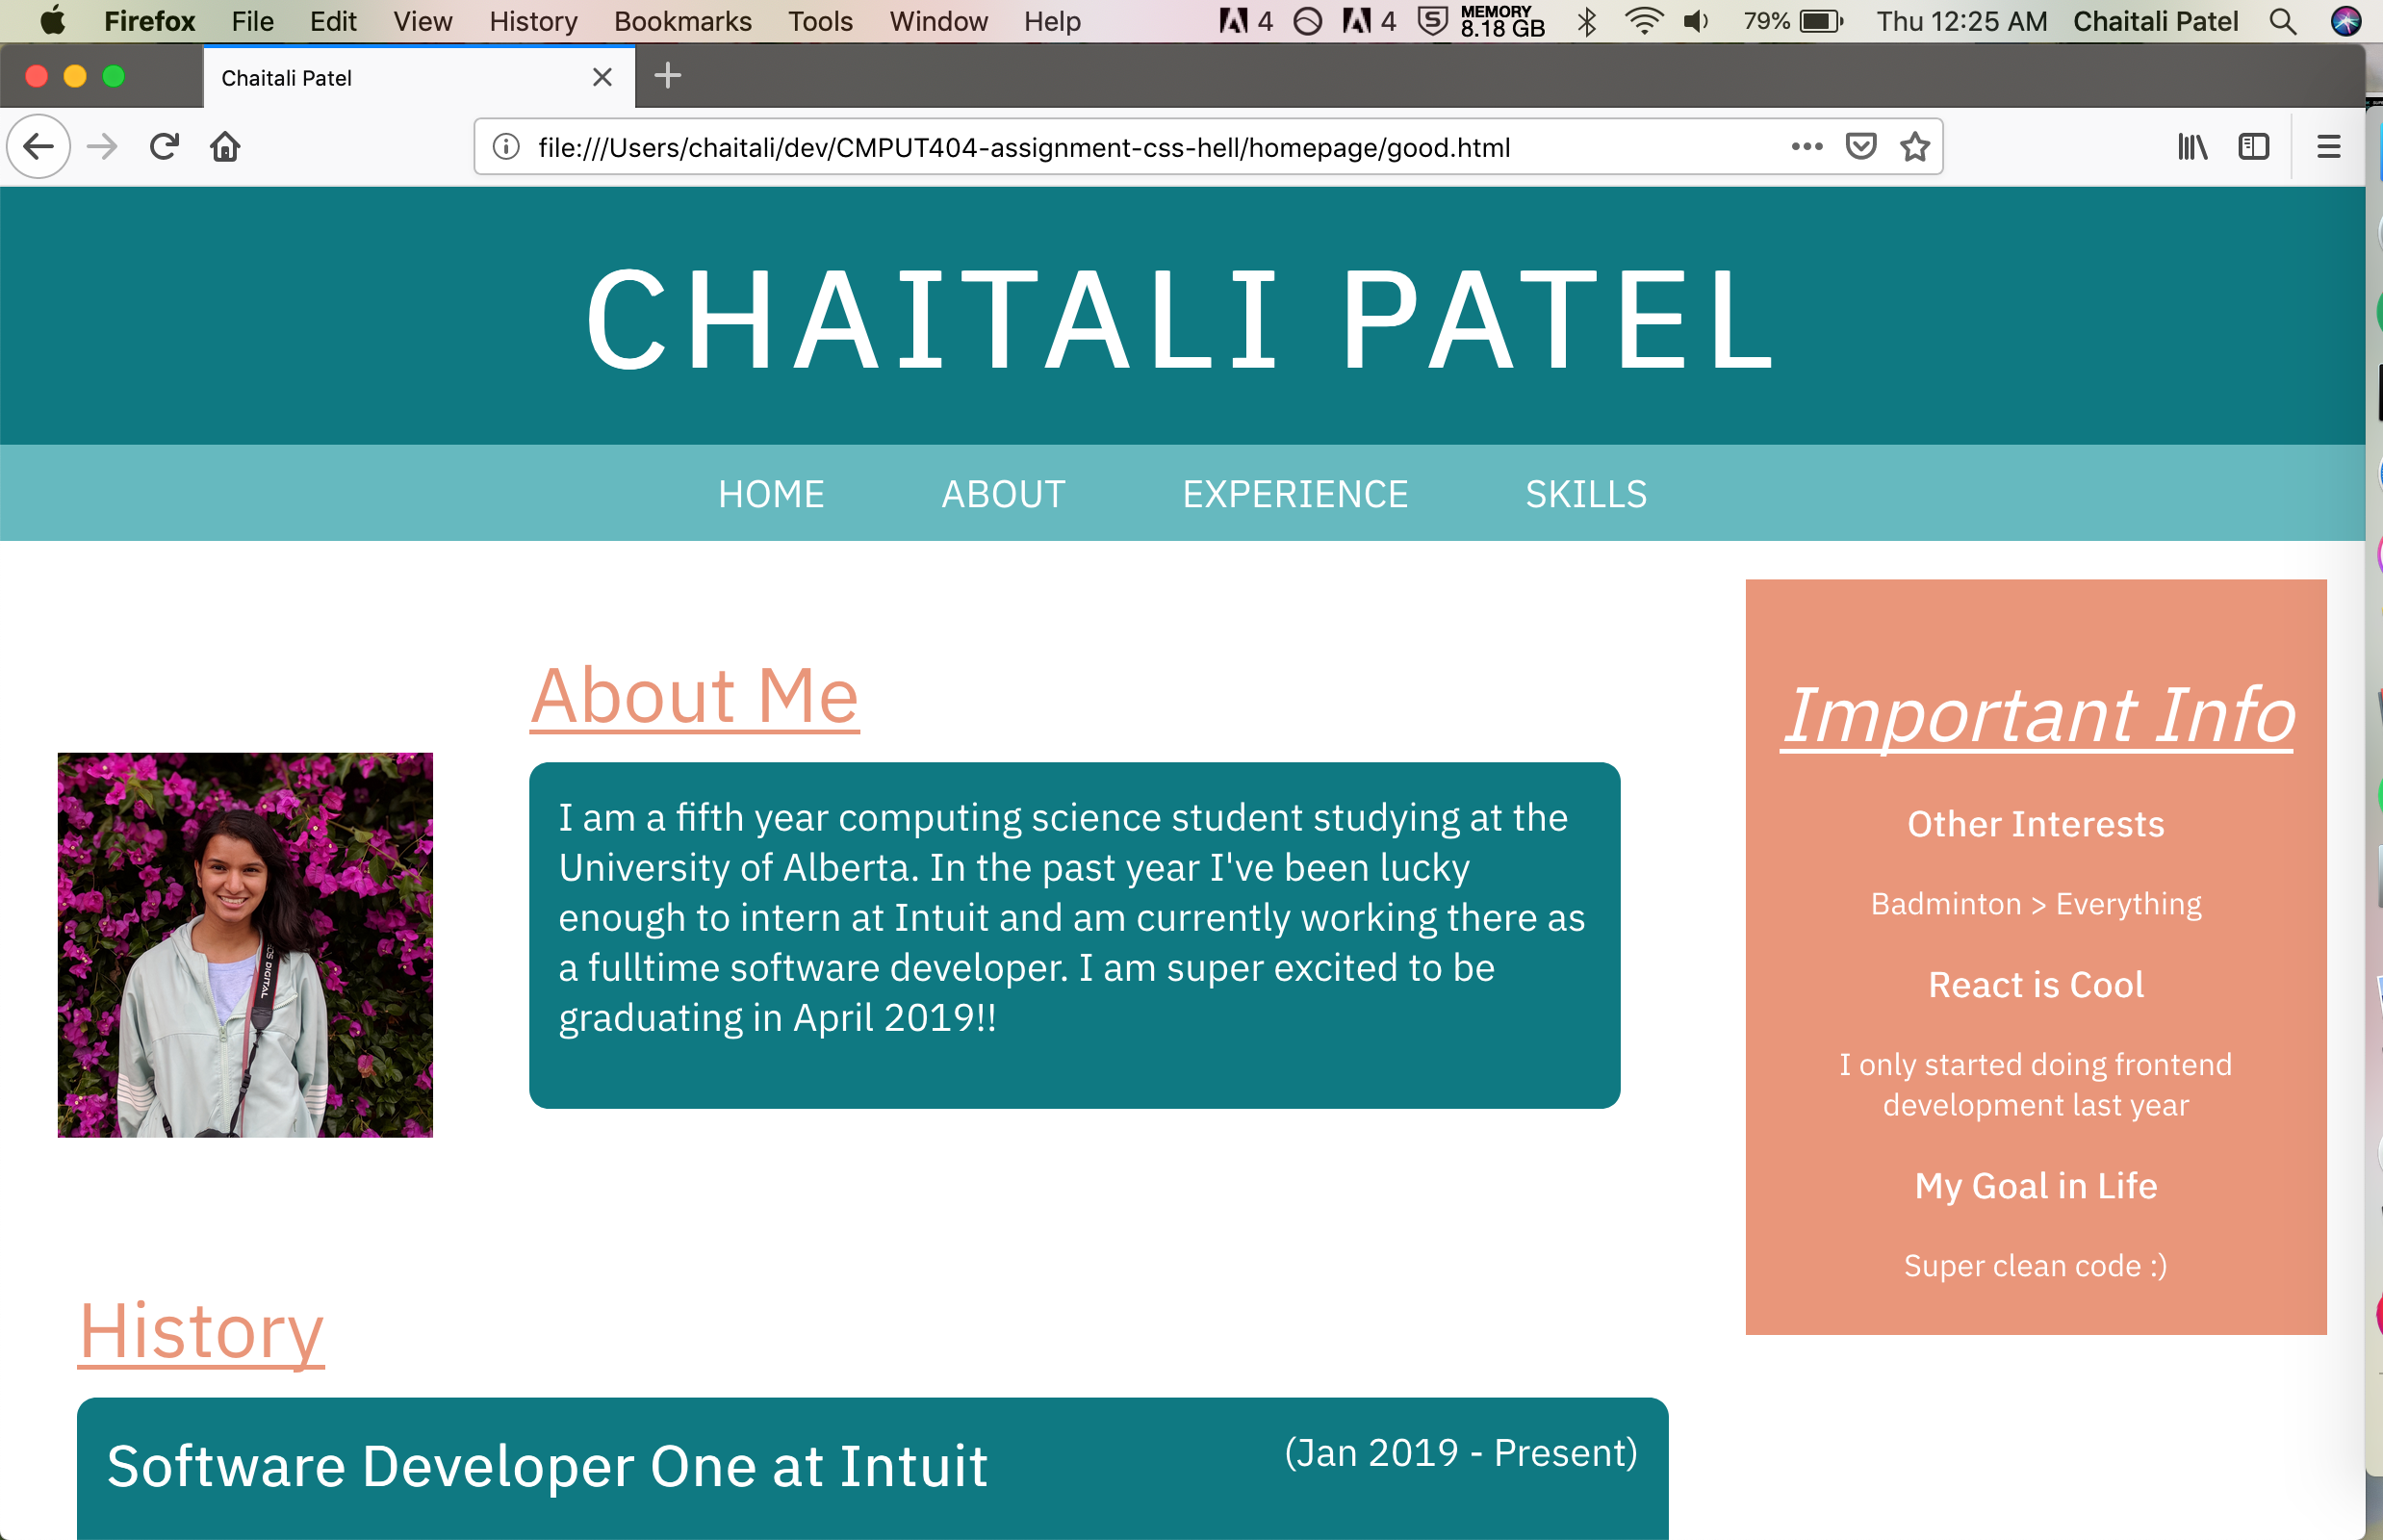 Firefox File Edit View History Bookmarks Tools Window Help 4 4 MEMORY 8.18 GB 79% Thu 12:25 AM Chaitali Patel
Chaitali Patel
file:///Users/chaitali/dev/CMPUT404-assignment-css-hell/homepage/good.html
CHAITALI PATEL
HOME ABOUT EXPERIENCE SKILLS
About Me
I am a fifth year computing science student studying at the
University of Alberta. In the past year I've been lucky
enough to intern at Intuit and am currently working there as
a fulltime software developer. I am super excited to be
graduating in April 2019!!
Important Info
Other Interests
Badminton > Everything
React is Cool
I only started doing frontend
development last year
My Goal in Life
Super clean code :)
History
Software Developer One at Intuit (Jan 2019 - Present)